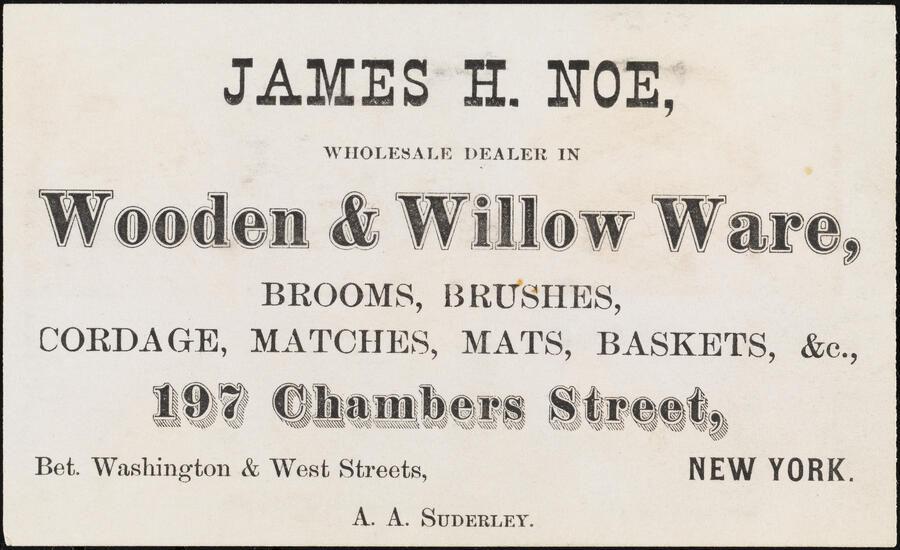 JAMES H. NOE,
WHOLESALE DEALER IN
Wooden & Willow Ware,
BROOMS, BRUSHES,
CORDAGE, MATCHES, MATS, BASKETS, &c.,
197 Chambers Street,
Bet. Washington & West Streets, NEW YORK.
A. A. SUDERLEY.